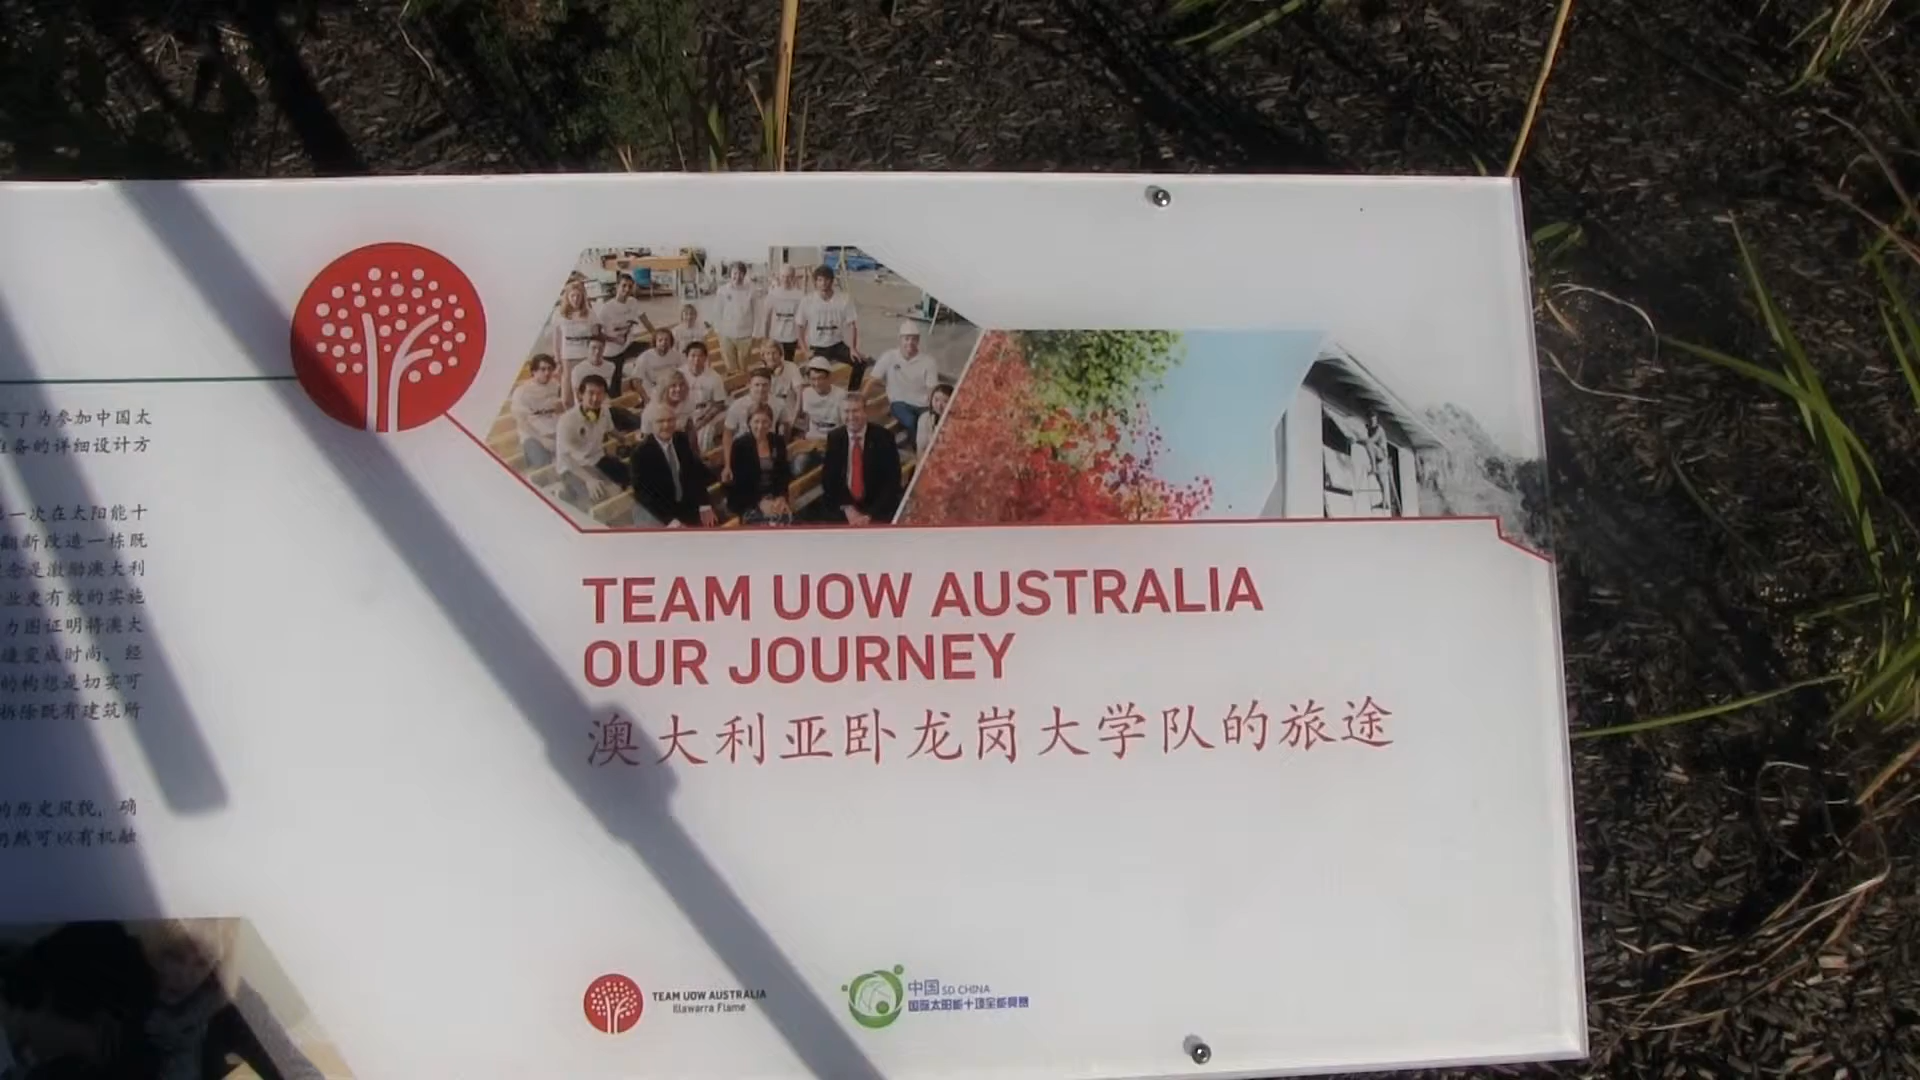 了为参加中国太
准备的详细设计方
一次在太阳能十
翻新改造一栋既
念是激励澳大利
业更有效的实施
力图证明将澳大
建变成时尚、经
的构想是切实可
拆除既有建筑所
的历史风貌，确
仍然可以有机融
TEAM UOW AUSTRALIA
OUR JOURNEY
澳大利亚卧龙岗大学队的旅途
TEAM UOW AUSTRALIA
Illawarra Flame
中国 SD CHINA
国际太阳能十项全能竞赛